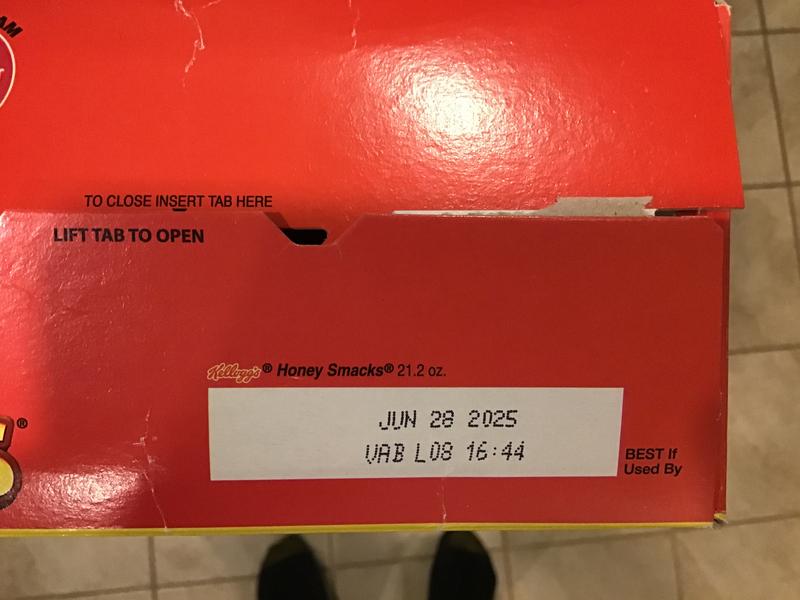 AM
TO CLOSE INSERT TAB HERE
LIFT TAB TO OPEN
Kellogg's® Honey Smacks® 21.2 oz.
JUN 28 2025
VAB L08 16:44
BEST If
Used By
S®